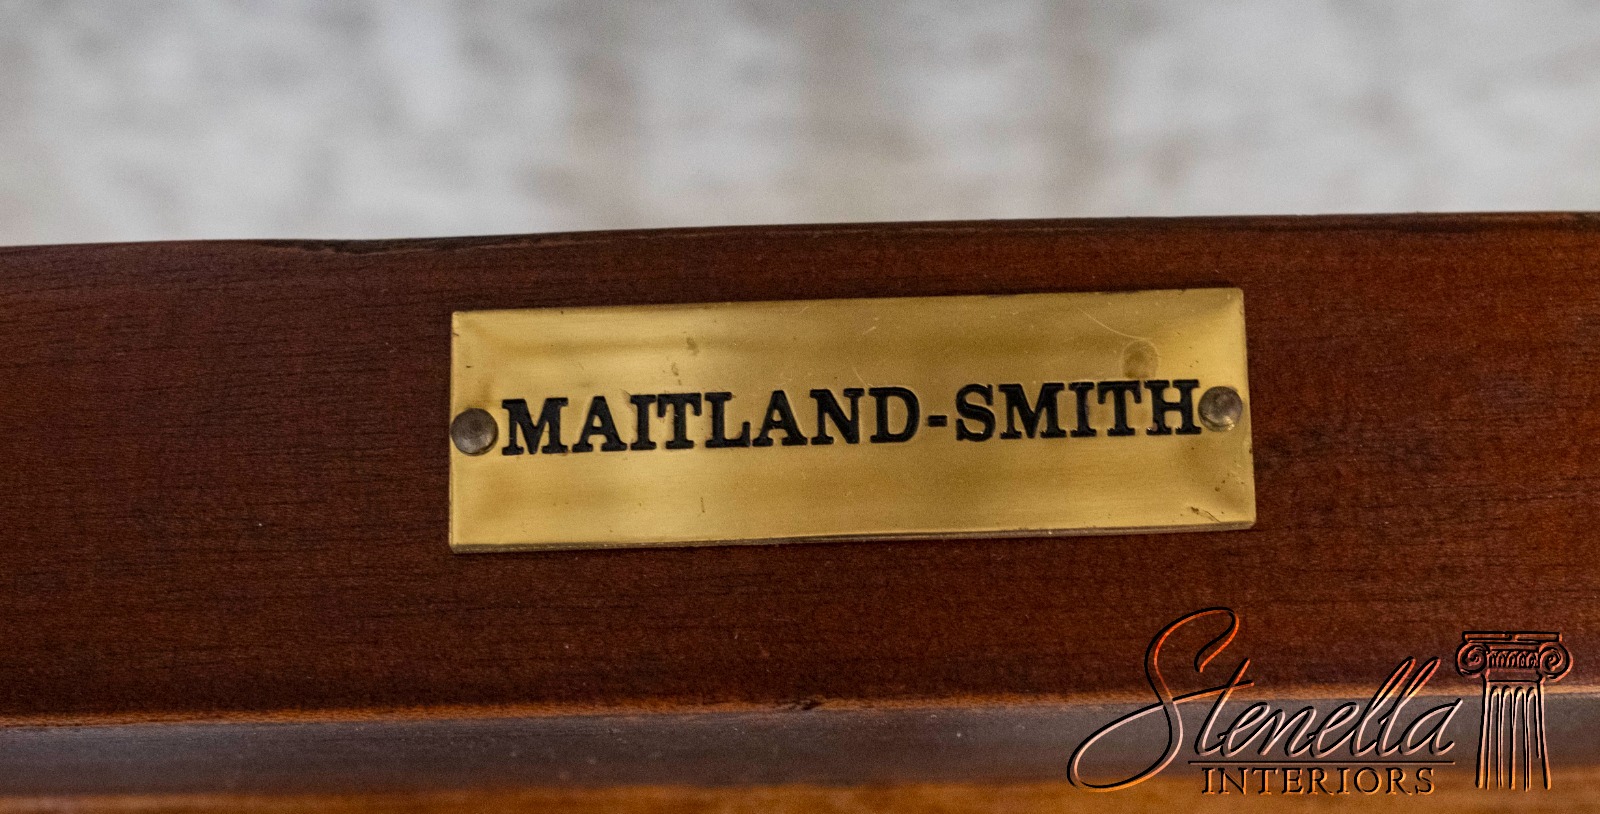 MAITLAND-SMITH
Stenella
INTERIORS